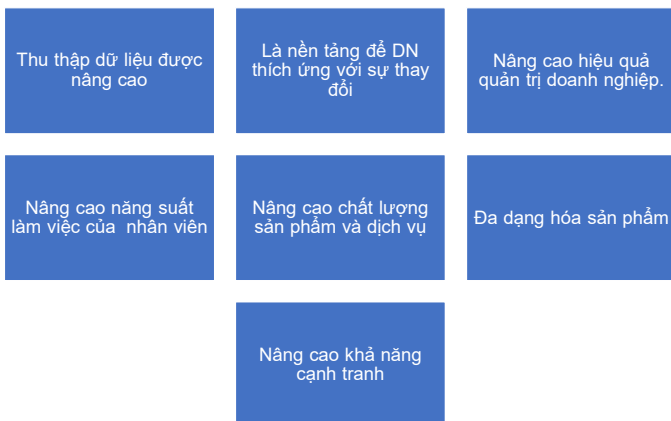 Thu thập dữ liệu được
nâng cao
Là nền tảng để DN
thích ứng với sự thay
đổi
Nâng cao hiệu quả
quản trị doanh nghiệp.
Nâng cao năng suất
làm việc của nhân viên
Nâng cao chất lượng
sản phẩm và dịch vụ
Đa dạng hóa sản phẩm
Nâng cao khả năng
cạnh tranh